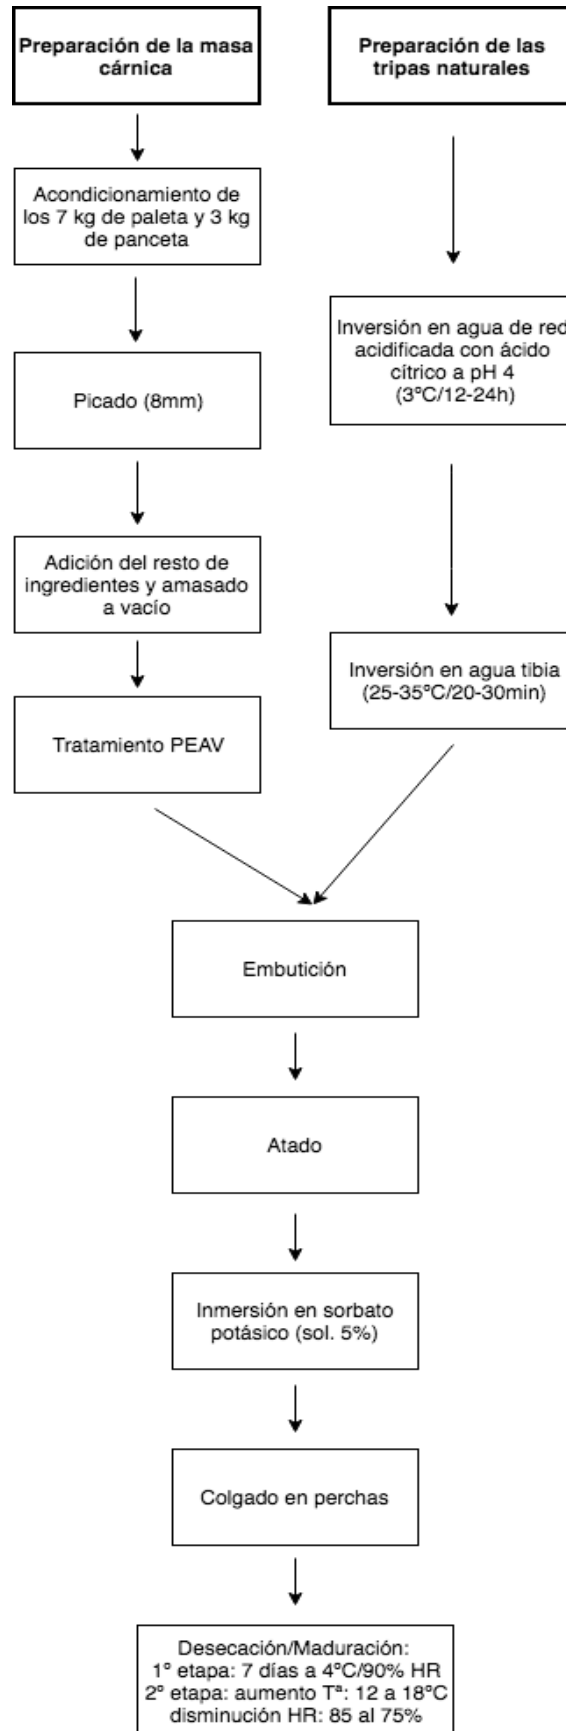 Preparación de la masa
cárnica
Preparación de las
tripas naturales
Acondicionamiento de
los 7 kg de paleta y 3 kg
de panceta
Inversión en agua de red
acidificada con ácido
cítrico a pH 4
(3ºC/12-24h)
Picado (8mm)
Adición del resto de
ingredientes y amasado
a vacío
Inversión en agua tibia
(25-35ºC/20-30min)
Tratamiento PEAV
Embutición
Atado
Inmersión en sorbato
potásico (sol. 5%)
Colgado en perchas
Desecación/Maduración:
1º etapa: 7 días a 4ºC/90% HR
2º etapa: aumento Tª: 12 a 18ºC
disminución HR: 85 al 75%